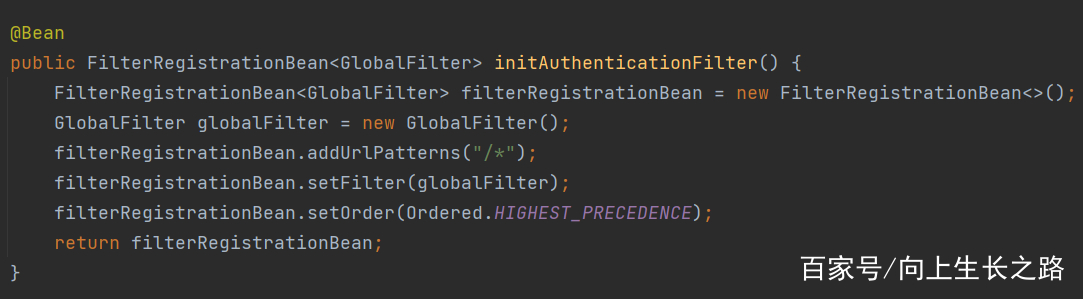 @Bean
public FilterRegistrationBean<GlobalFilter> initAuthenticationFilter() {
    FilterRegistrationBean<GlobalFilter> filterRegistrationBean = new FilterRegistrationBean<>();
    GlobalFilter globalFilter = new GlobalFilter();
    filterRegistrationBean.addUrlPatterns("/*");
    filterRegistrationBean.setFilter(globalFilter);
    filterRegistrationBean.setOrder(Ordered.HIGHEST_PRECEDENCE);
    return filterRegistrationBean;
}
百家号/向上生长之路